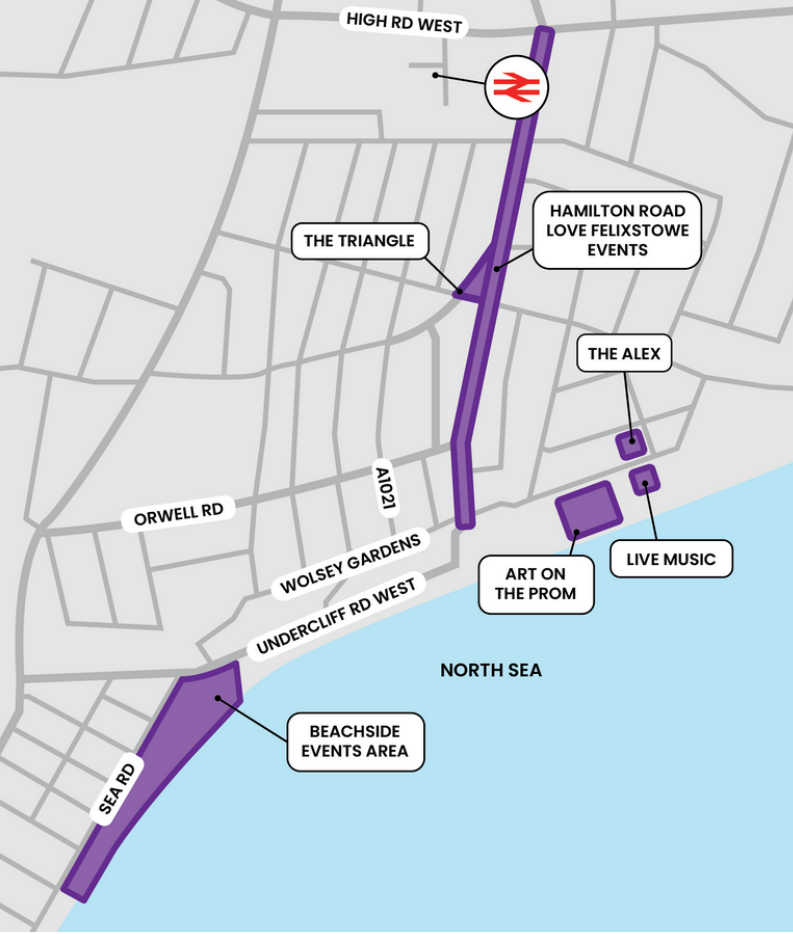 HIGH RD WEST
HAMILTON ROAD
LOVE FELIXSTOWE
EVENTS
THE TRIANGLE
THE ALEX
A1021
ORWELL RD
LIVE MUSIC
WOLSEY GARDENS
ART ON
THE PROM
UNDERCLIFF RD WEST
NORTH SEA
BEACHSIDE
EVENTS AREA
SEA RD